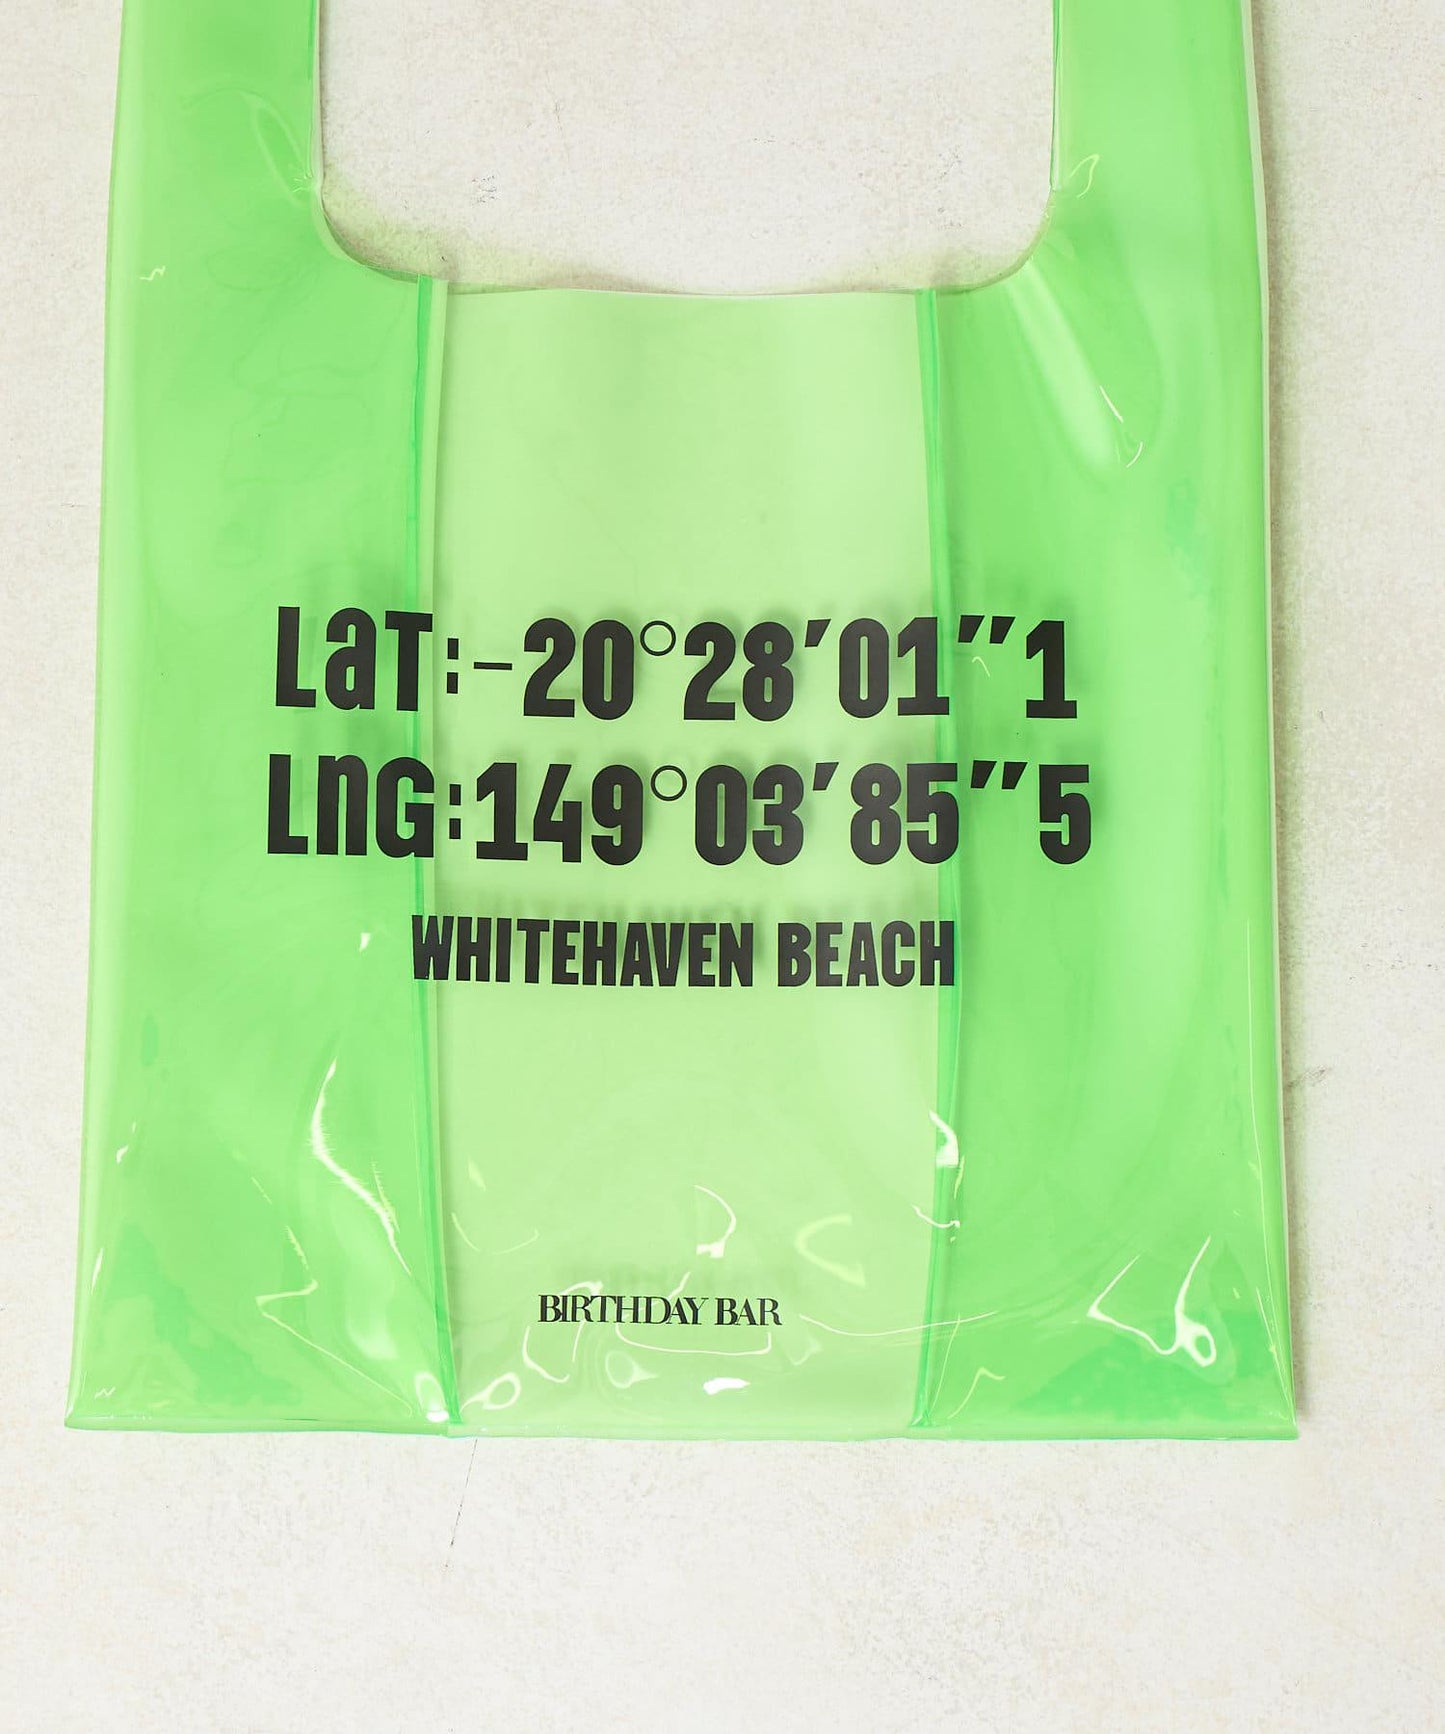 LaT:-20°28′01″1
LnG:149°03′85″5
WHITEHAVEN BEACH
BIRTHDAY BAR